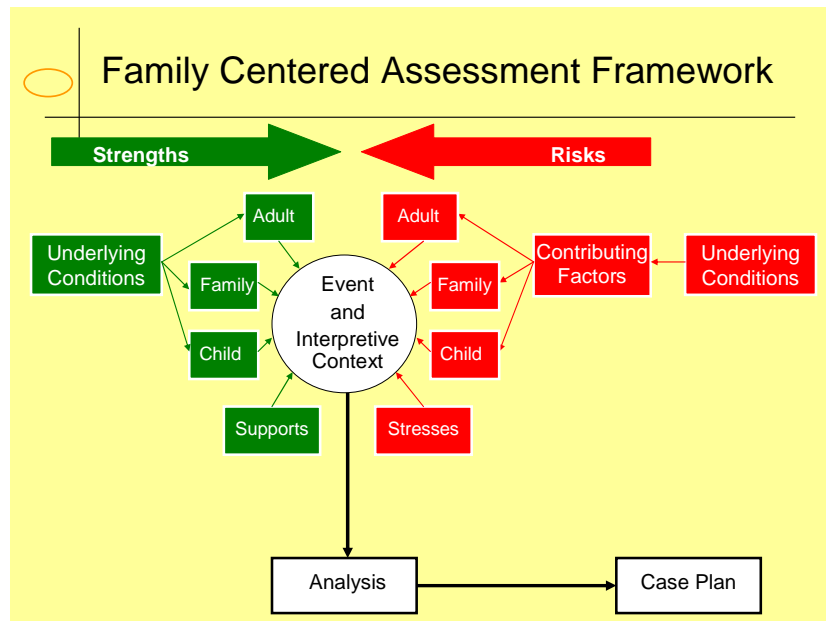 Family Centered Assessment Framework
Strengths
Risks
Adult
Adult
Underlying
Conditions
Contributing
Factors
Underlying
Conditions
Family
Event
and
Interpretive
Context
Family
Child
Child
Supports
Stresses
Analysis
Case Plan